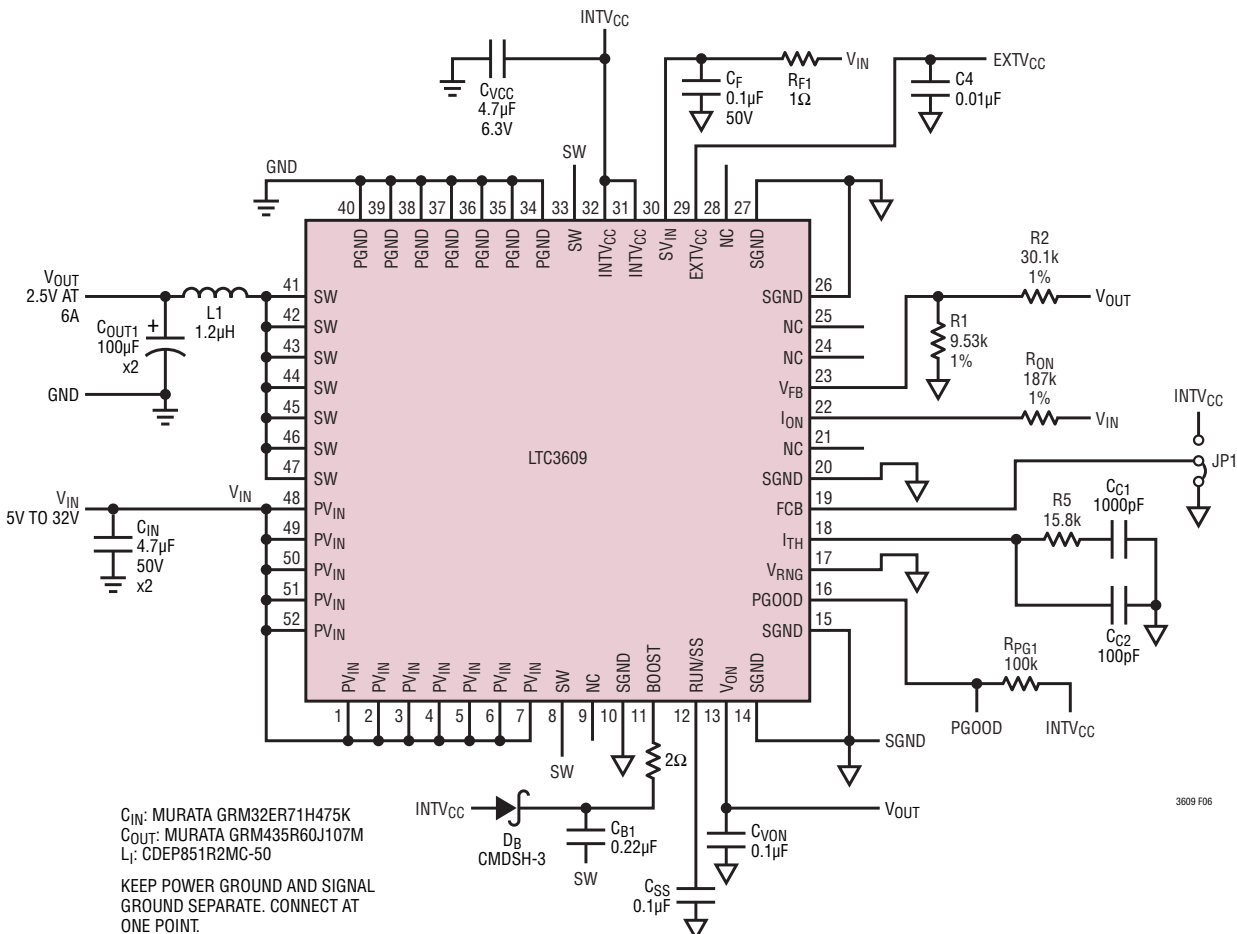 INTVCC
CVCC
4.7µF
6.3V
CF
0.1µF
50V
RF1
1Ω
VIN
EXTVCC
C4
0.01µF
SW
GND
40 39 38 37 36 35 34 33 32 31 30 29 28 27
PGND PGND PGND PGND PGND PGND PGND SW INTVCC INTVCC SVIN EXTVCC NC SGND
VOUT
2.5V AT
6A
COUT1
+
100µF
x2
L1
1.2µH
GND
41 SW
42 SW
43 SW
44 SW
45 SW
46 SW
47 SW
VIN
5V TO 32V
VIN
48 PVIN
49 PVIN
50 PVIN
51 PVIN
52 PVIN
CIN
4.7µF
50V
x2
LTC3609
SGND 26
NC 25
NC 24
VFB 23
ION 22
NC 21
SGND 20
FCB 19
ITH 18
VRNG 17
PGOOD 16
SGND 15
R2
30.1k
1%
VOUT
R1
9.53k
1%
RON
187k
1%
VIN
INTVCC
JP1
R5
15.8k
CC1
1000pF
CC2
100pF
RPG1
100k
PGOOD
INTVCC
PVIN PVIN PVIN PVIN PVIN PVIN PVIN SW NC SGND BOOST RUN/SS VON SGND
1 2 3 4 5 6 7 8 9 10 11 12 13 14
SW
2Ω
SGND
INTVCC
DB
CMDSH-3
CB1
0.22µF
SW
CSS
0.1µF
CVON
0.1µF
VOUT
CIN: MURATA GRM32ER71H475K
COUT: MURATA GRM435R60J107M
LI: CDEP851R2MC-50
KEEP POWER GROUND AND SIGNAL
GROUND SEPARATE. CONNECT AT
ONE POINT.
3609 F06